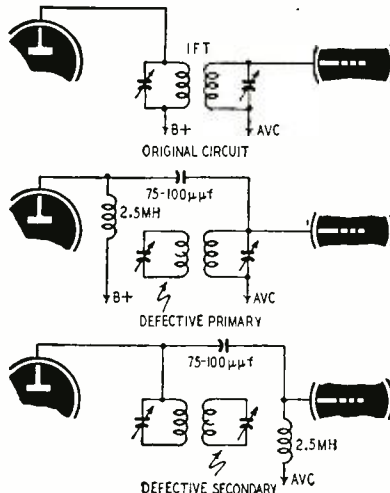 IFT
B+
AVC
ORIGINAL CIRCUIT
75-100μμf
2.5MH
B+
AVC
DEFECTIVE PRIMARY
75-100μμf
2.5MH
AVC
DEFECTIVE SECONDARY